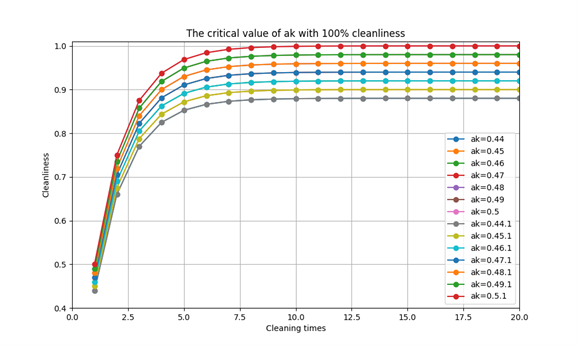 The critical value of ak with 100% cleanliness
1.0
0.9
0.8
0.7
0.6
0.5
0.4
Cleanliness
0.0
2.5
5.0
7.5
10.0
12.5
15.0
17.5
20.0
Cleaning times
ak=0.44
ak=0.45
ak=0.46
ak=0.47
ak=0.48
ak=0.49
ak=0.5
ak=0.44.1
ak=0.45.1
ak=0.46.1
ak=0.47.1
ak=0.48.1
ak=0.49.1
ak=0.5.1